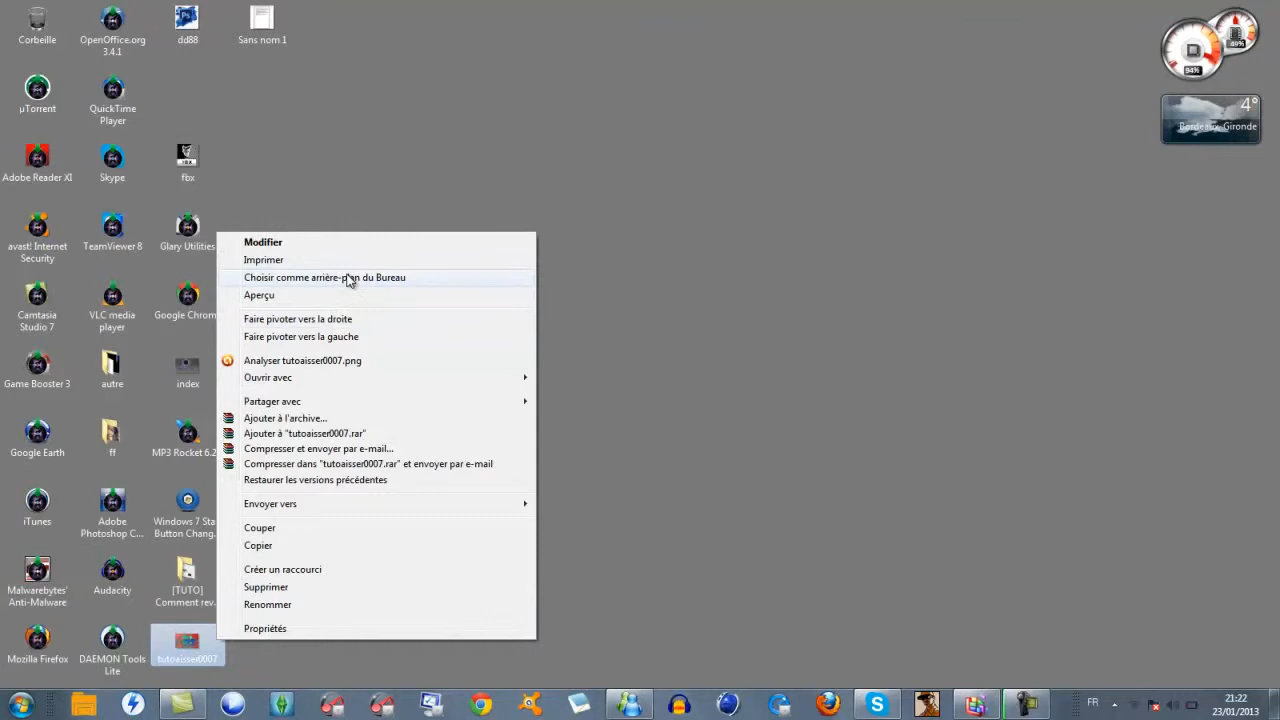 Corbeille
OpenOffice.org
3.4.1
dd88
Sans nom 1
µTorrent
QuickTime
Player
Adobe Reader XI
Skype
fbx
avast! Internet
Security
TeamViewer 8
Glary Utilities
Camtasia
Studio 7
VLC media
player
Google Chrom
Game Booster 3
autre
index
Google Earth
ff
MP3 Rocket 6.2
iTunes
Adobe
Photoshop C...
Windows 7 Sta
Button Chang.
Malwarebytes'
Anti-Malware
Audacity
[TUTO]
Comment rev.
Mozilla Firefox
DAEMON Tools
Lite
tutoaisser0007
Modifier
Imprimer
Choisir comme arrière-plan du Bureau
Aperçu
Faire pivoter vers la droite
Faire pivoter vers la gauche
Analyser tutoaisser0007.png
Ouvrir avec
Partager avec
Ajouter à l'archive...
Ajouter à "tutoaisser0007.rar"
Compresser et envoyer par e-mail...
Compresser dans "tutoaisser0007.rar" et envoyer par e-mail
Restaurer les versions précédentes
Envoyer vers
Couper
Copier
Créer un raccourci
Supprimer
Renommer
Propriétés
49%
94%
4°
Bordeaux, Gironde
FR
21:22
23/01/2013